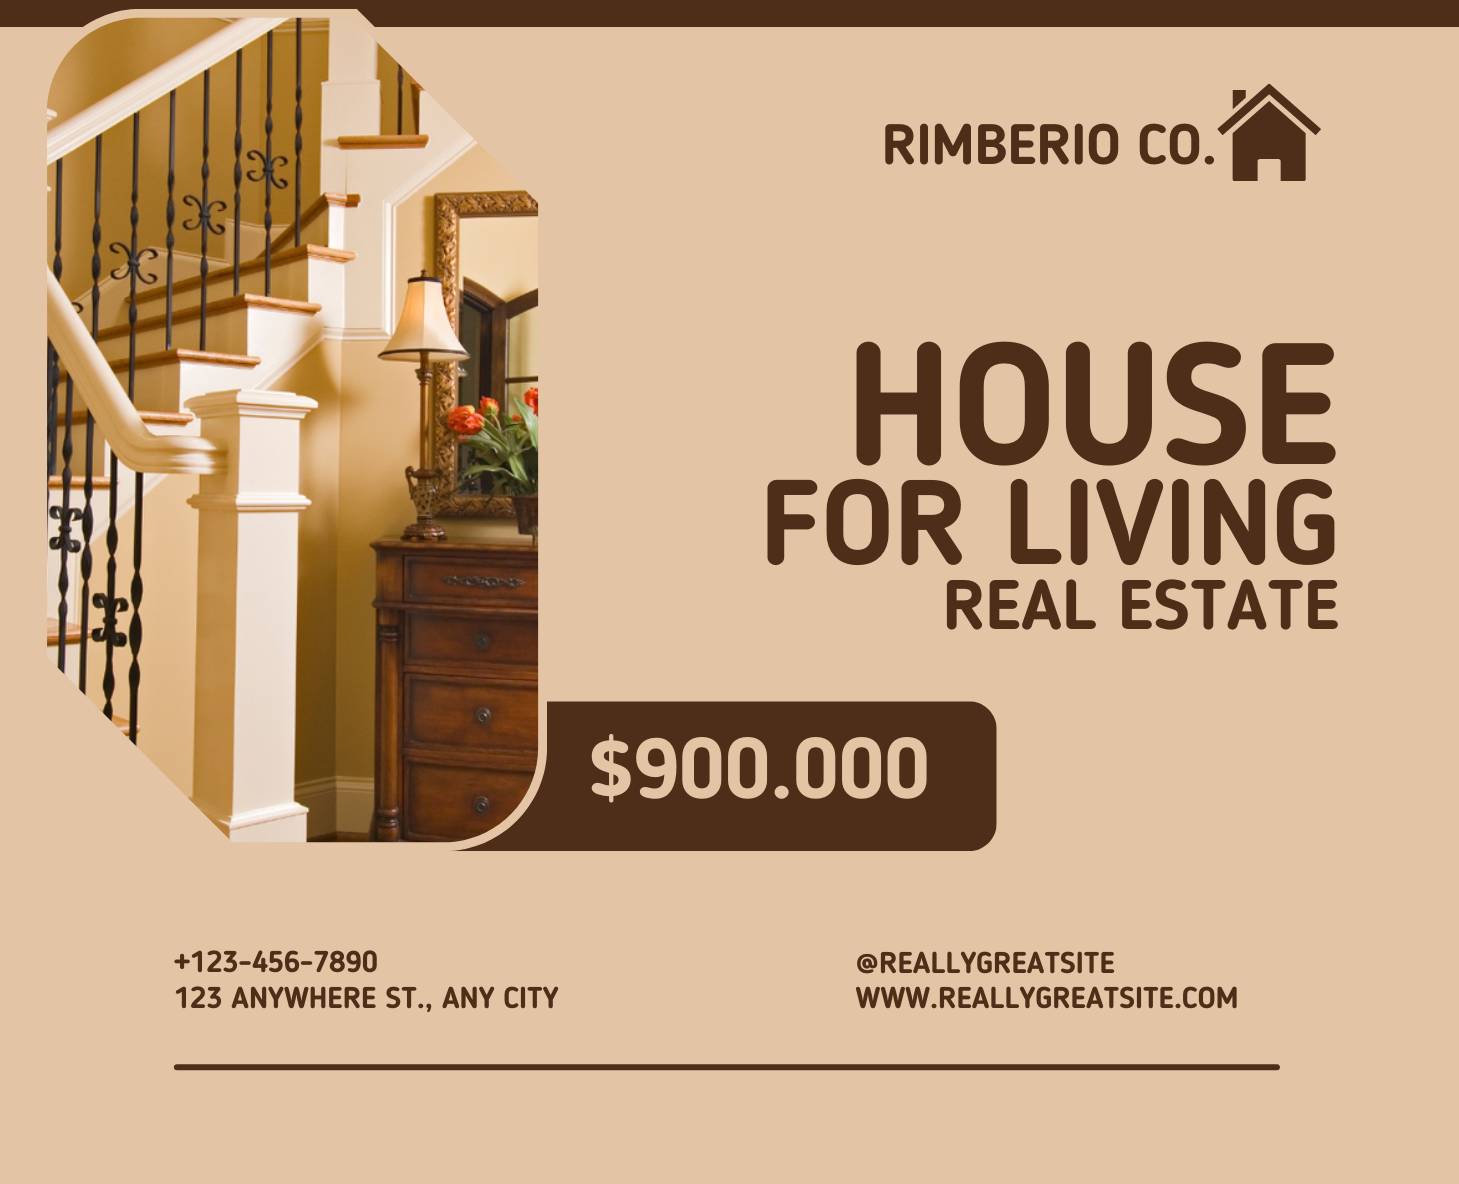 RIMBERIO CO.
HOUSE
FOR LIVING
REAL ESTATE
$900.000
+123-456-7890
123 ANYWHERE ST., ANY CITY
@REALLYGREATSITE
WWW.REALLYGREATSITE.COM